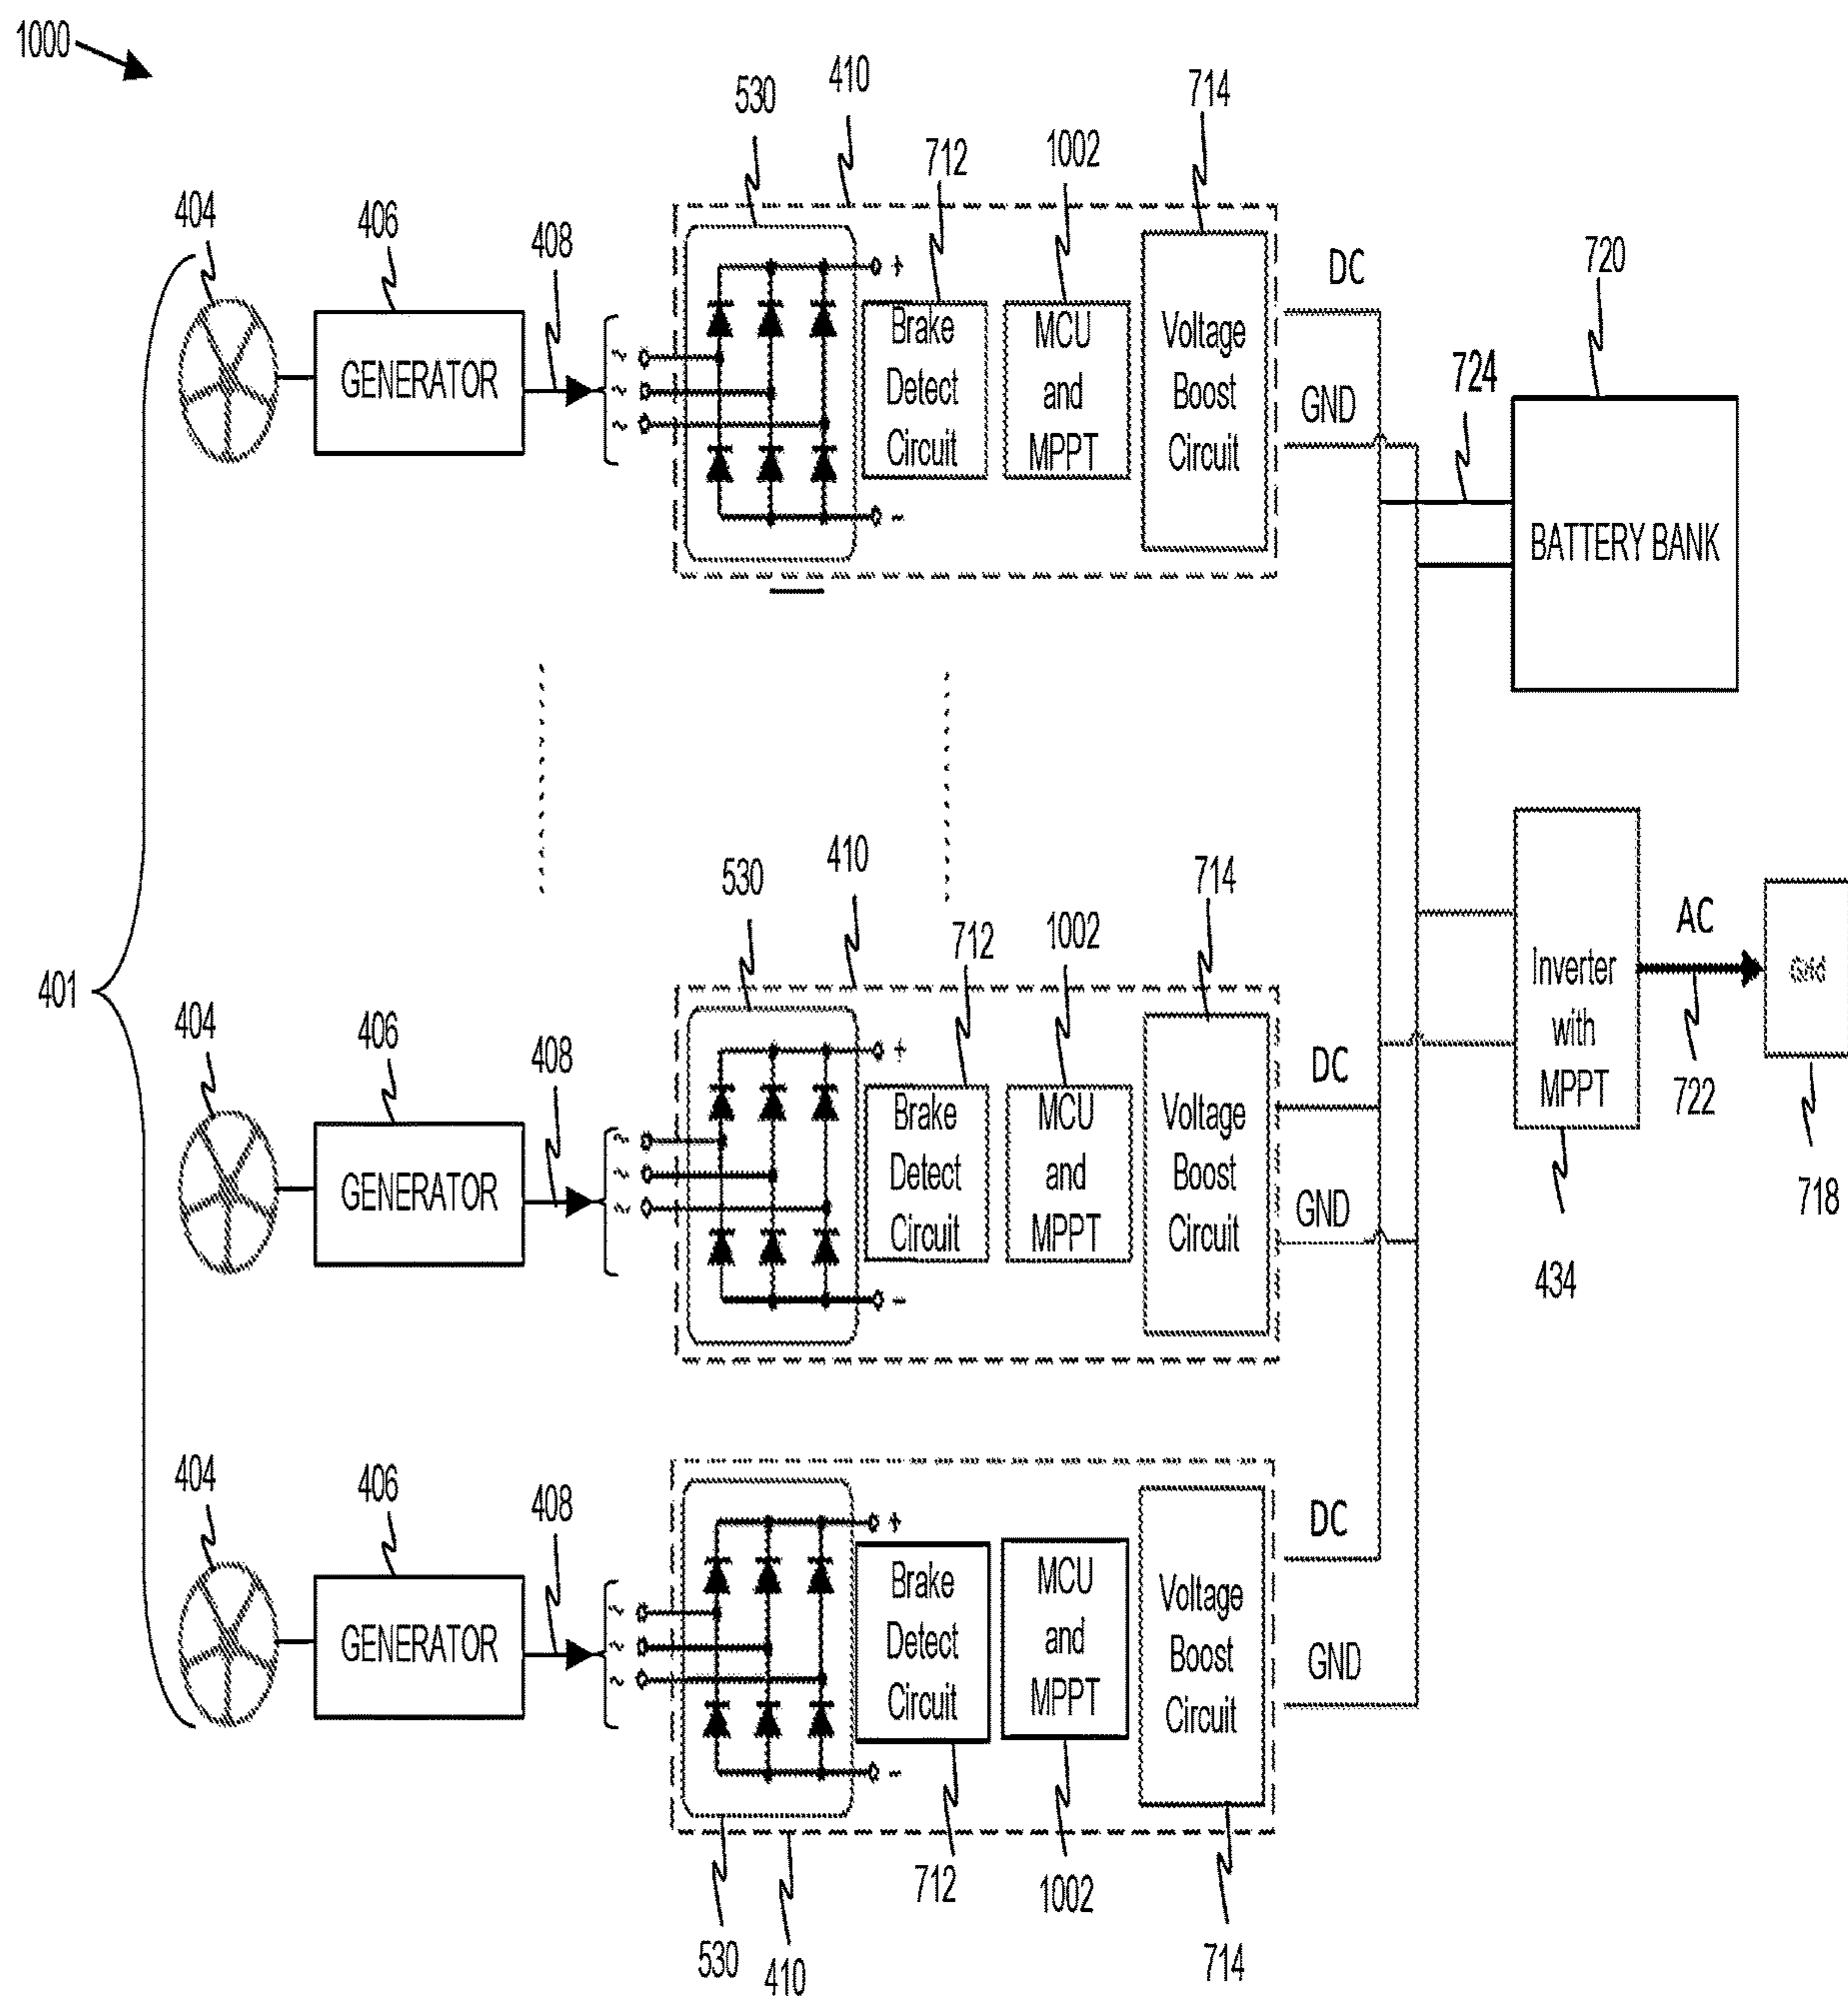 1000
530
410
714
712
1002
404
406
408
DC
720
GENERATOR
~
~
~
+
-
Brake
Detect
Circuit
MCU
and
MPPT
Voltage
Boost
Circuit
GND
724
BATTERY BANK
401
530
410
712
1002
714
404
406
408
GENERATOR
~
~
~
+
-
Brake
Detect
Circuit
MCU
and
MPPT
Voltage
Boost
Circuit
DC
GND
Inverter
with
MPPT
AC
722
Grid
718
434
404
406
408
GENERATOR
~
~
~
+
-
Brake
Detect
Circuit
MCU
and
MPPT
Voltage
Boost
Circuit
DC
GND
530
410
712
1002
714